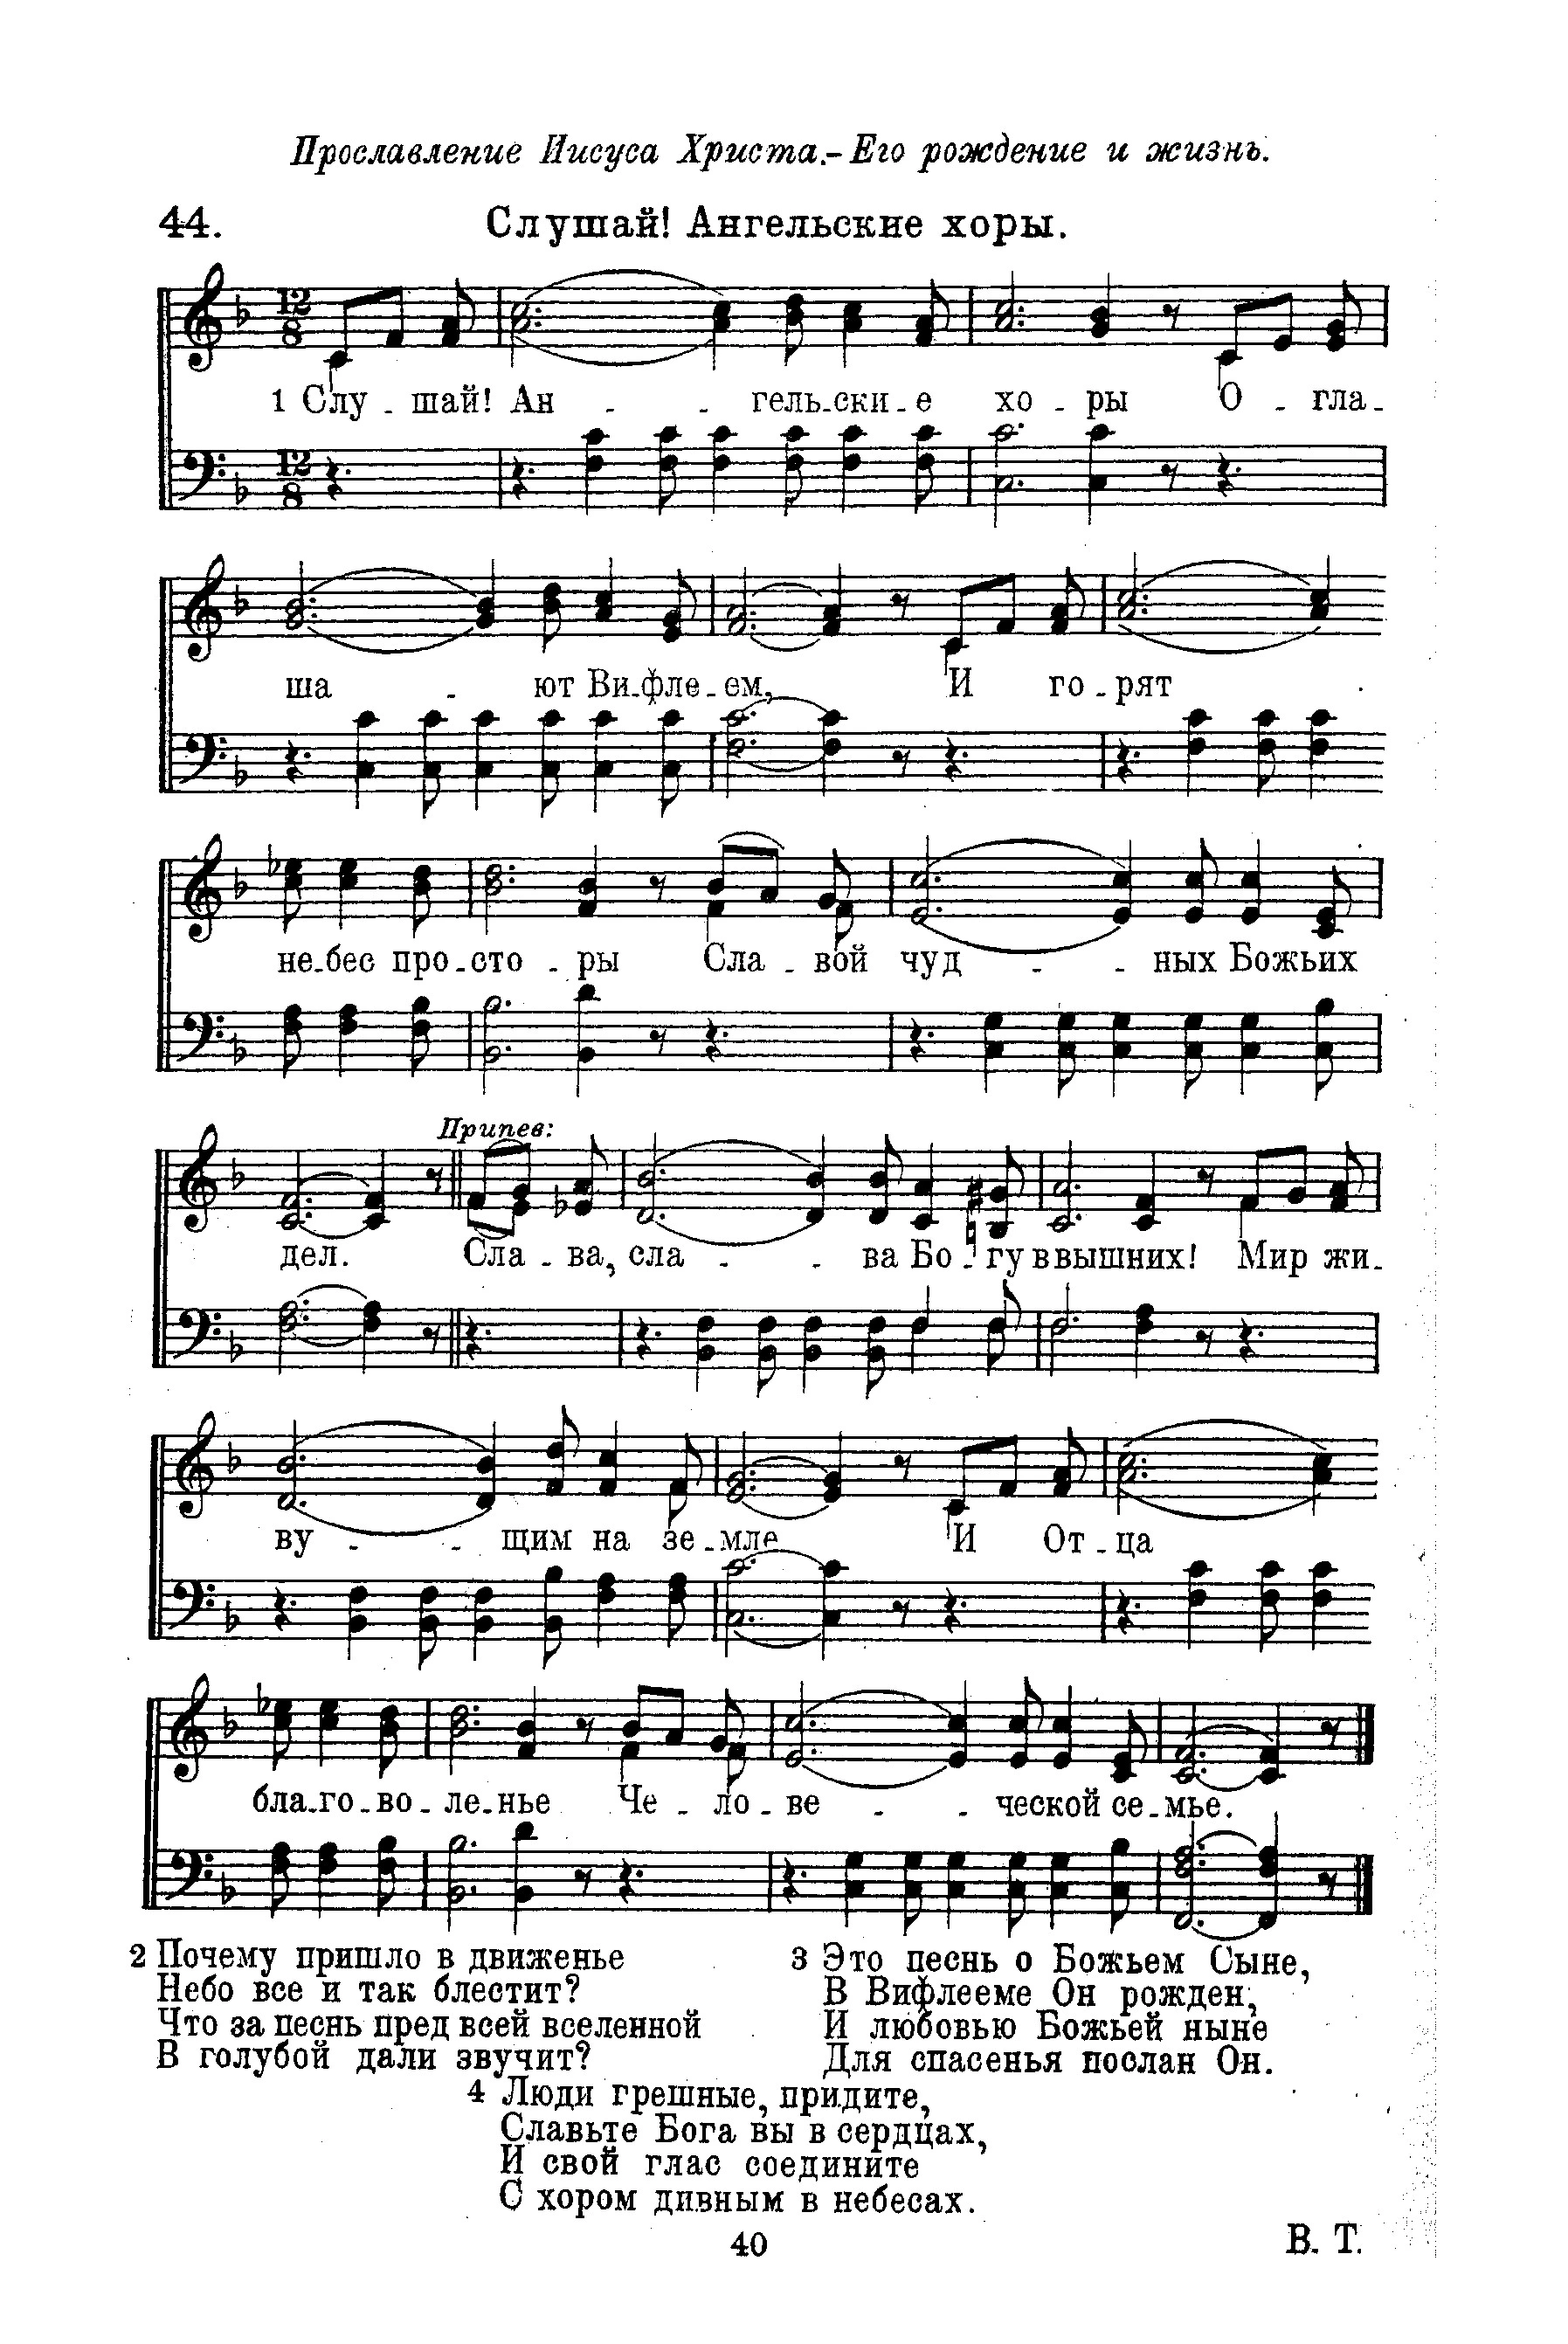 Прославление Иисуса Христа.-Его рождение и жизнь.
44. Слушай! Ангельские хоры.
1 Слу - шай! Ан - - гель-ски-е хо - ры О - гла-
ша - ют Ви-фле-ем, И го-рят .
не-бес про-сто - ры Сла - вой чуд - - ных Божьих
Припев:
дел. Сла - ва, сла - - ва Бо - гу ввышних! Мир жи-
ву - - щим на зе-мле И От-ца
бла-го-во-ле-нье Че - ло - ве - - ческой се-мье.
2 Почему пришло в движенье
Небо все и так блестит?
Что за песнь пред всей вселенной
В голубой дали звучит?
3 Это песнь о Божьем Сыне,
В Вифлееме Он рожден,
И любовью Божьей ныне
Для спасенья послан Он.
4 Люди грешные, придите,
Славьте Бога вы в сердцах,
И свой глас соедините
С хором дивным в небесах.
В. Т.
40